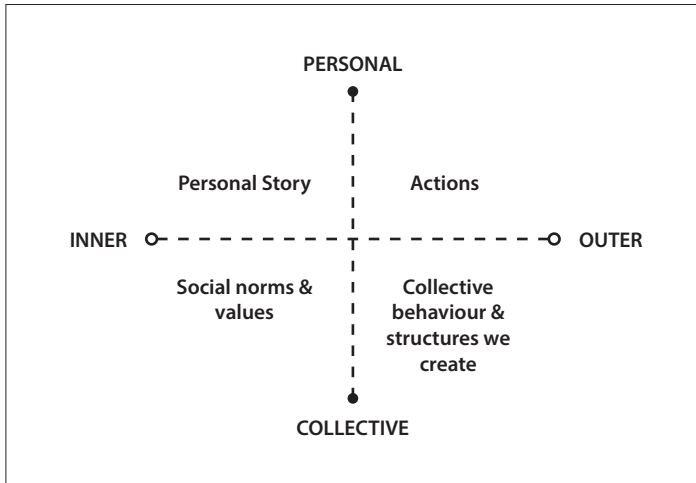 PERSONAL
Personal Story
Actions
INNER
OUTER
Social norms &
values
Collective
behaviour &
structures we
create
COLLECTIVE